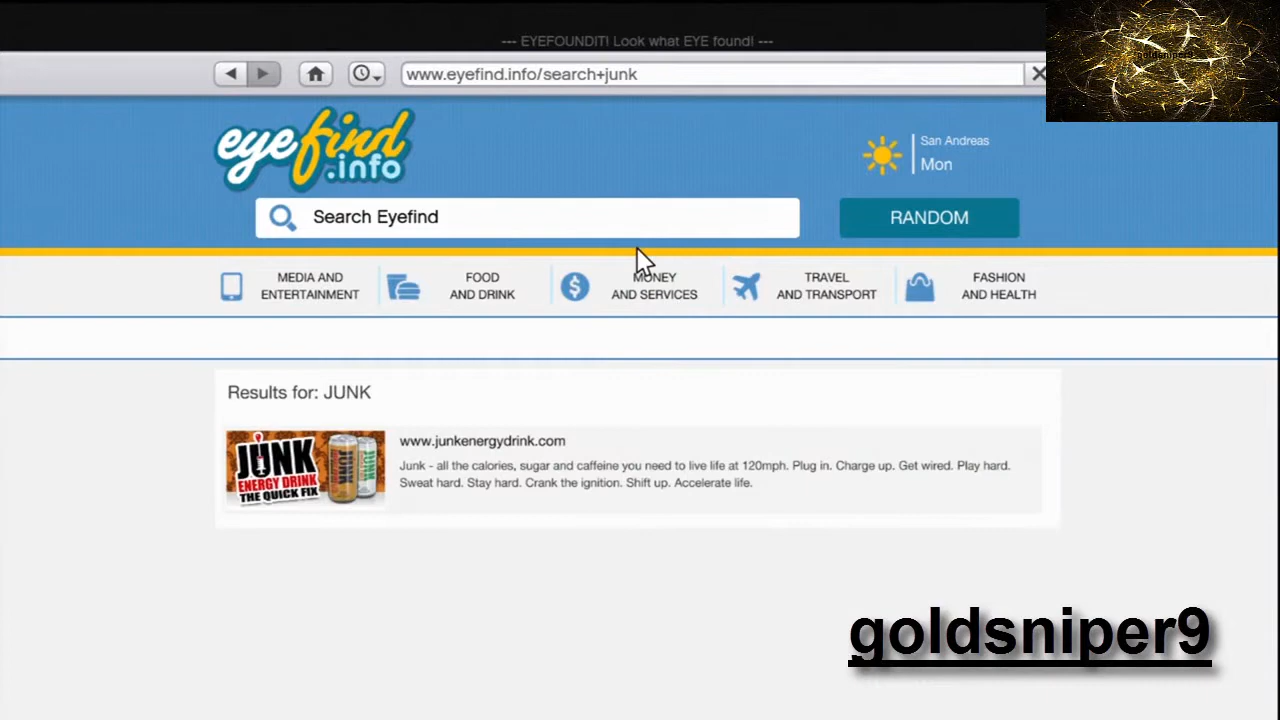 --- EYEFOUNDIT! Look what EYE found! ---
www.eyefind.info/search+junk
eyefind
.info
San Andreas
Mon
Search Eyefind
RANDOM
MEDIA AND
ENTERTAINMENT
FOOD
AND DRINK
MONEY
AND SERVICES
TRAVEL
AND TRANSPORT
FASHION
AND HEALTH
Results for: JUNK
JUNK
ENERGY DRINK
THE QUICK FIX
JUNK
JUNK
www.junkenergydrink.com
Junk - all the calories, sugar and caffeine you need to live life at 120mph. Plug in. Charge up. Get wired. Play hard.
Sweat hard. Stay hard. Crank the ignition. Shift up. Accelerate life.
goldsniper9